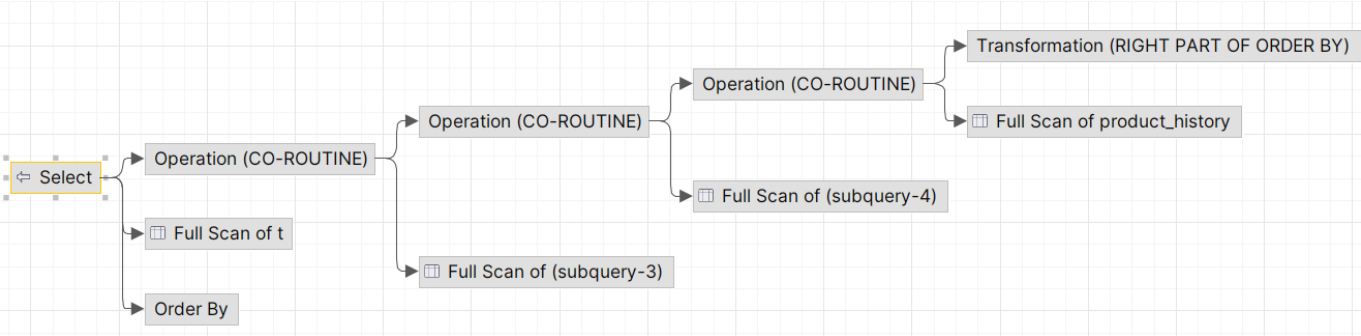 Transformation (RIGHT PART OF ORDER BY)
Operation (CO-ROUTINE)
Full Scan of product_history
Operation (CO-ROUTINE)
Operation (CO-ROUTINE)
Select
Full Scan of (subquery-4)
Full Scan of t
Full Scan of (subquery-3)
Order By